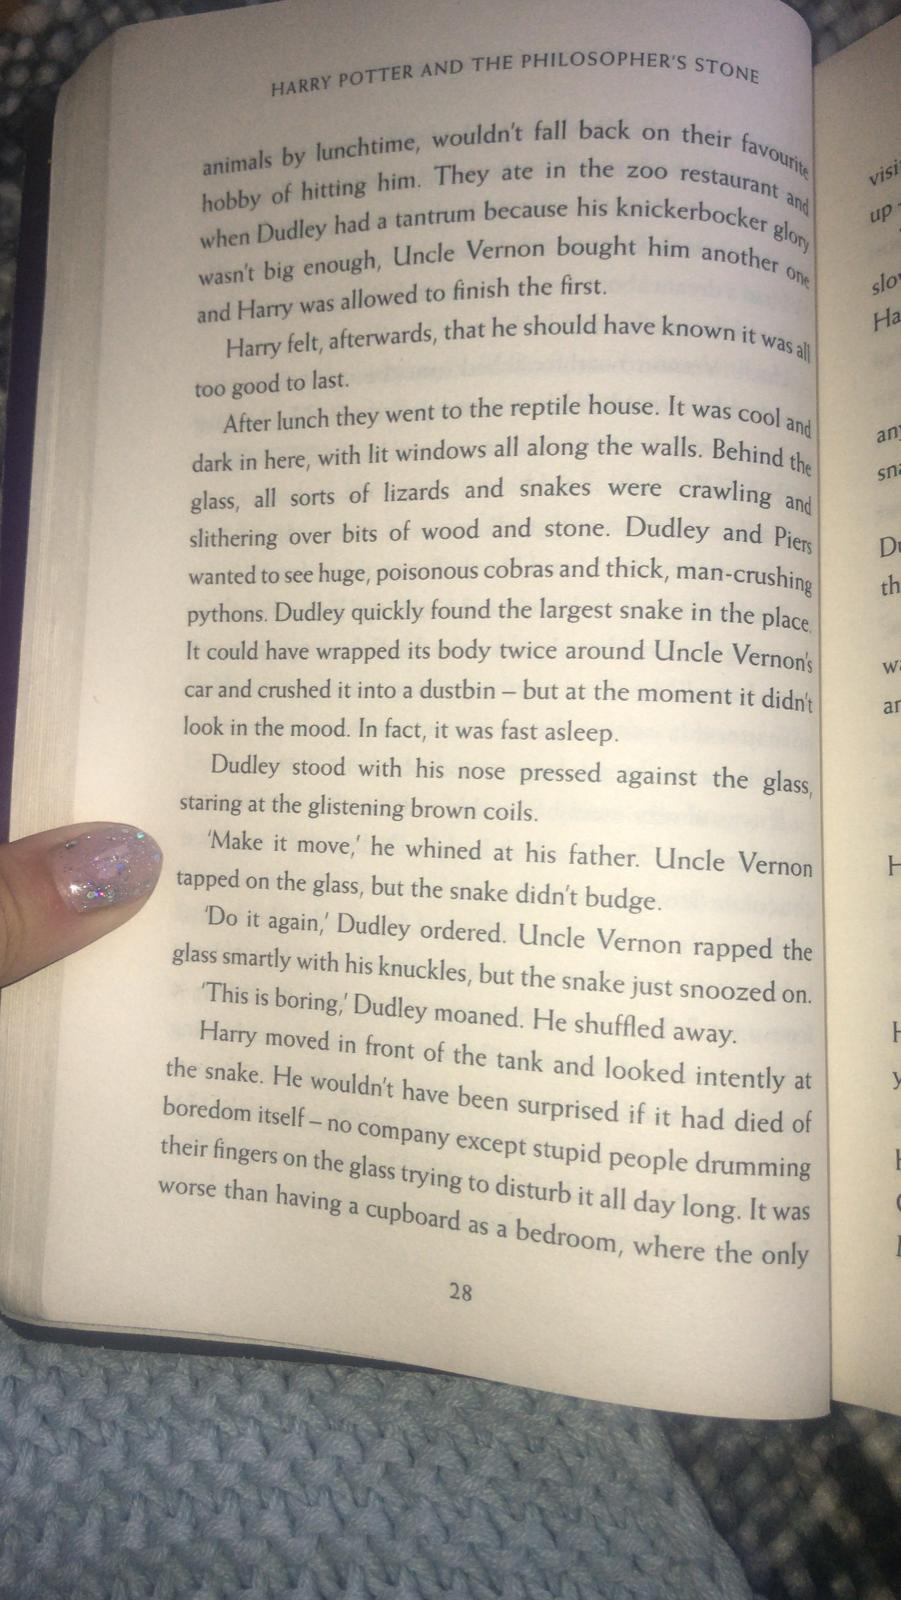 HARRY POTTER AND THE PHILOSOPHER'S STONE
animals by lunchtime, wouldn't fall back on their favourite
hobby of hitting him. They ate in the zoo restaurant and
when Dudley had a tantrum because his knickerbocker glory
wasn't big enough, Uncle Vernon bought him another one
and Harry was allowed to finish the first.
Harry felt, afterwards, that he should have known it was all
too good to last.
After lunch they went to the reptile house. It was cool and
dark in here, with lit windows all along the walls. Behind the
glass, all sorts of lizards and snakes were crawling and
slithering over bits of wood and stone. Dudley and Piers
wanted to see huge, poisonous cobras and thick, man-crushing
pythons. Dudley quickly found the largest snake in the place.
It could have wrapped its body twice around Uncle Vernon's
car and crushed it into a dustbin – but at the moment it didn't
look in the mood. In fact, it was fast asleep.
Dudley stood with his nose pressed against the glass,
staring at the glistening brown coils.
'Make it move,' he whined at his father. Uncle Vernon
tapped on the glass, but the snake didn't budge.
'Do it again,' Dudley ordered. Uncle Vernon rapped the
glass smartly with his knuckles, but the snake just snoozed on.
'This is boring,' Dudley moaned. He shuffled away.
Harry moved in front of the tank and looked intently at
the snake. He wouldn't have been surprised if it had died of
boredom itself – no company except stupid people drumming
their fingers on the glass trying to disturb it all day long. It was
worse than having a cupboard as a bedroom, where the only
28